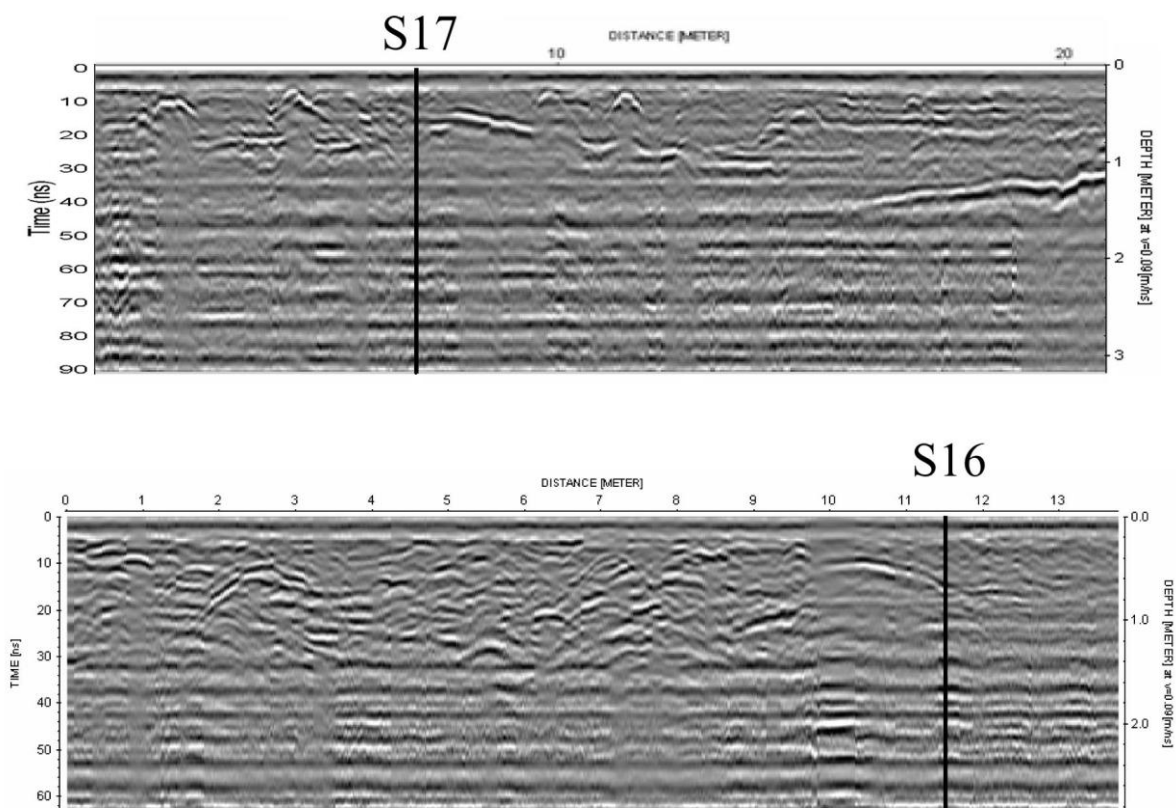 S17
DISTANCE [METER]
10 20
0
10
20
30
40
50
60
70
80
90
Time (ns)
0
1
2
3
DEPTH [METER] at v=0.09[m/ns]
S16
DISTANCE [METER]
0 1 2 3 4 5 6 7 8 9 10 11 12 13
0
10
20
30
40
50
60
TIME [ns]
0.0
1.0
2.0
DEPTH [METER] at v=0.09[m/ns]